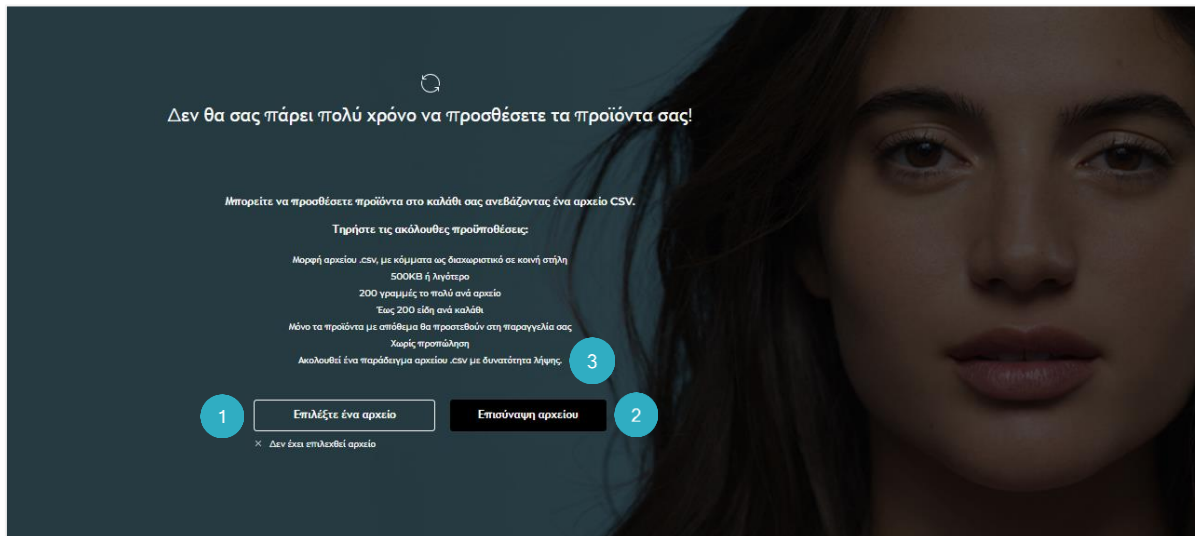 Δεν θα σας πάρει πολύ χρόνο να προσθέσετε τα προϊόντα σας!
Μπορείτε να προσθέσετε προϊόντα στο καλάθι σας ανεβάζοντας ένα αρχείο CSV.
Τηρήστε τις ακόλουθες προϋποθέσεις:
Μορφή αρχείου .csv, με κόμματα ως διαχωριστικό σε κοινή στήλη
500KB ή λιγότερο
200 γραμμές το πολύ ανά αρχείο
Έως 200 είδη ανά καλάθι
Μόνο τα προϊόντα με απόθεμα θα προστεθούν στη παραγγελία σας
Χωρίς προπώληση
Ακολουθεί ένα παράδειγμα αρχείου .csv με δυνατότητα λήψης. 3
1 Επιλέξτε ένα αρχείο Επισύναψη αρχείου 2
× Δεν έχει επιλεχθεί αρχείο